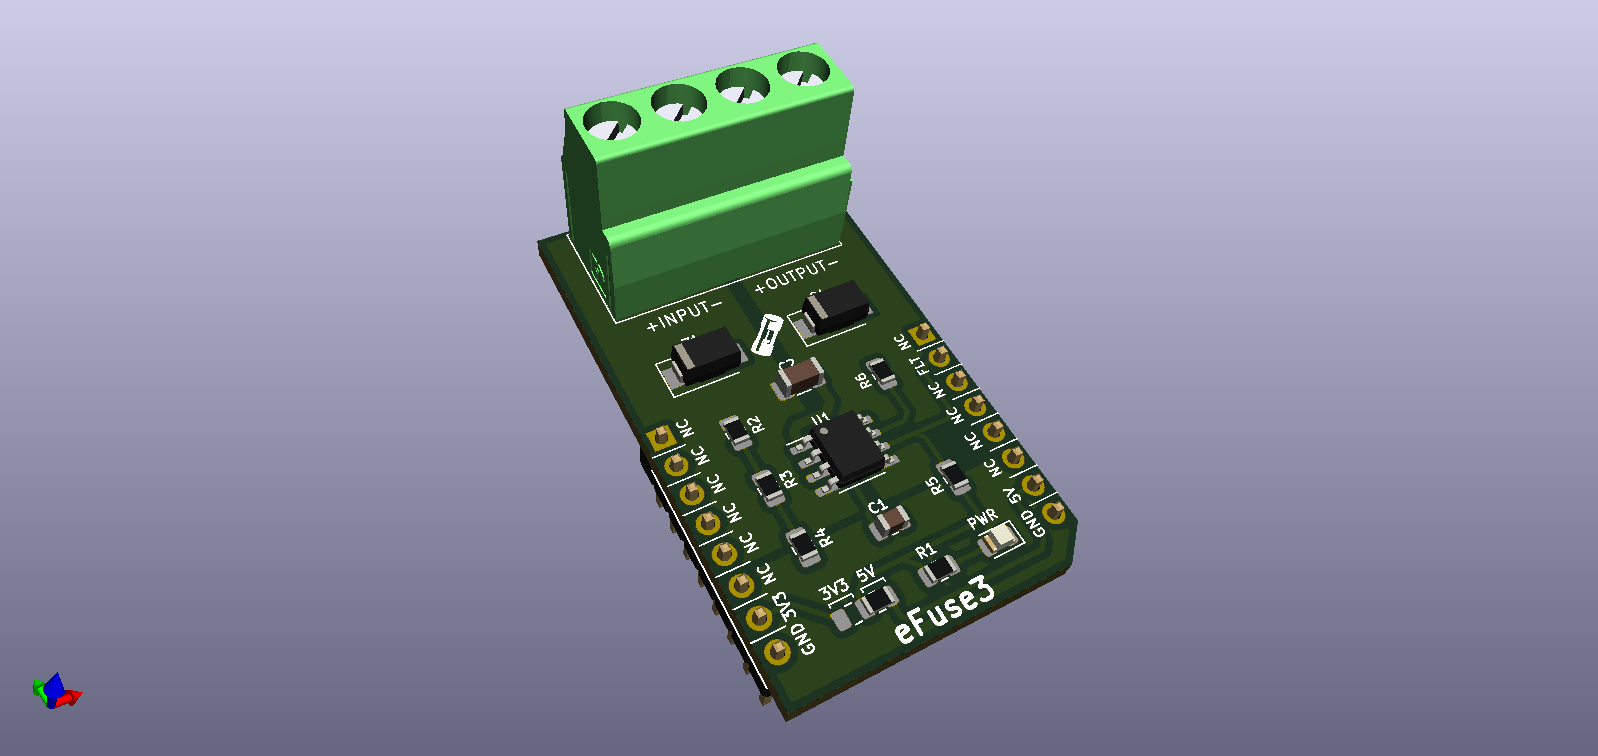 +OUTPUT-
+INPUT-
NC
FLT
NC
NC
NC
NC
5V
GND
R6
U1
R2
R3
R4
R5
C1
PWR
R1
3V3
5V
eFuse3
NC
NC
NC
NC
NC
NC
3V3
GND